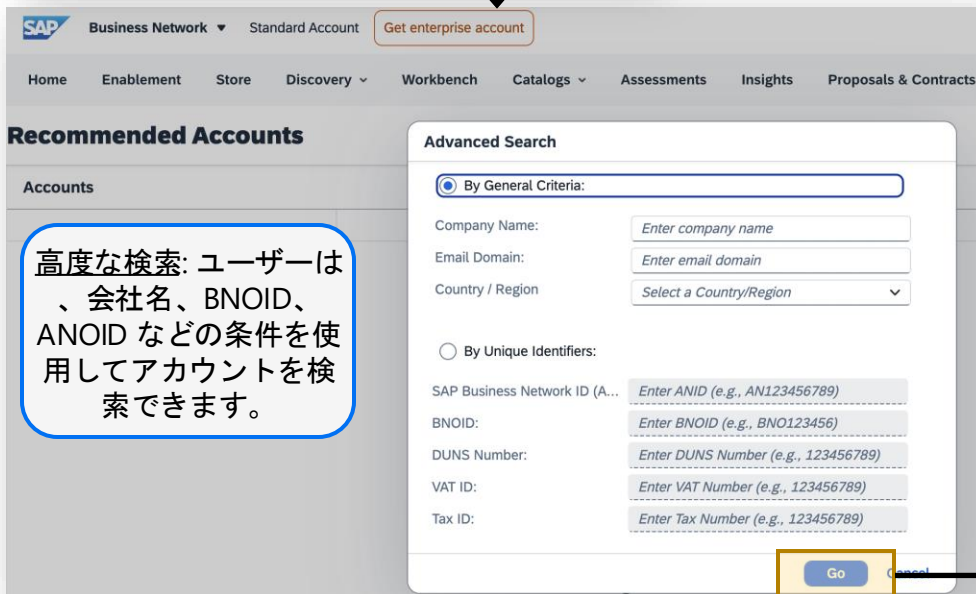 SAP Business Network Standard Account Get enterprise account
Home Enablement Store Discovery Workbench Catalogs Assessments Insights Proposals & Contracts
Recommended Accounts
Accounts
高度な検索: ユーザーは
、会社名、BNOID、
ANOID などの条件を使
用してアカウントを検
索できます。
Advanced Search
By General Criteria:
Company Name: Enter company name
Email Domain: Enter email domain
Country / Region Select a Country/Region
By Unique Identifiers:
SAP Business Network ID (A... Enter ANID (e.g., AN123456789)
BNOID: Enter BNOID (e.g., BNO123456)
DUNS Number: Enter DUNS Number (e.g., 123456789)
VAT ID: Enter VAT Number (e.g., 123456789)
Tax ID: Enter Tax Number (e.g., 123456789)
Go Cancel